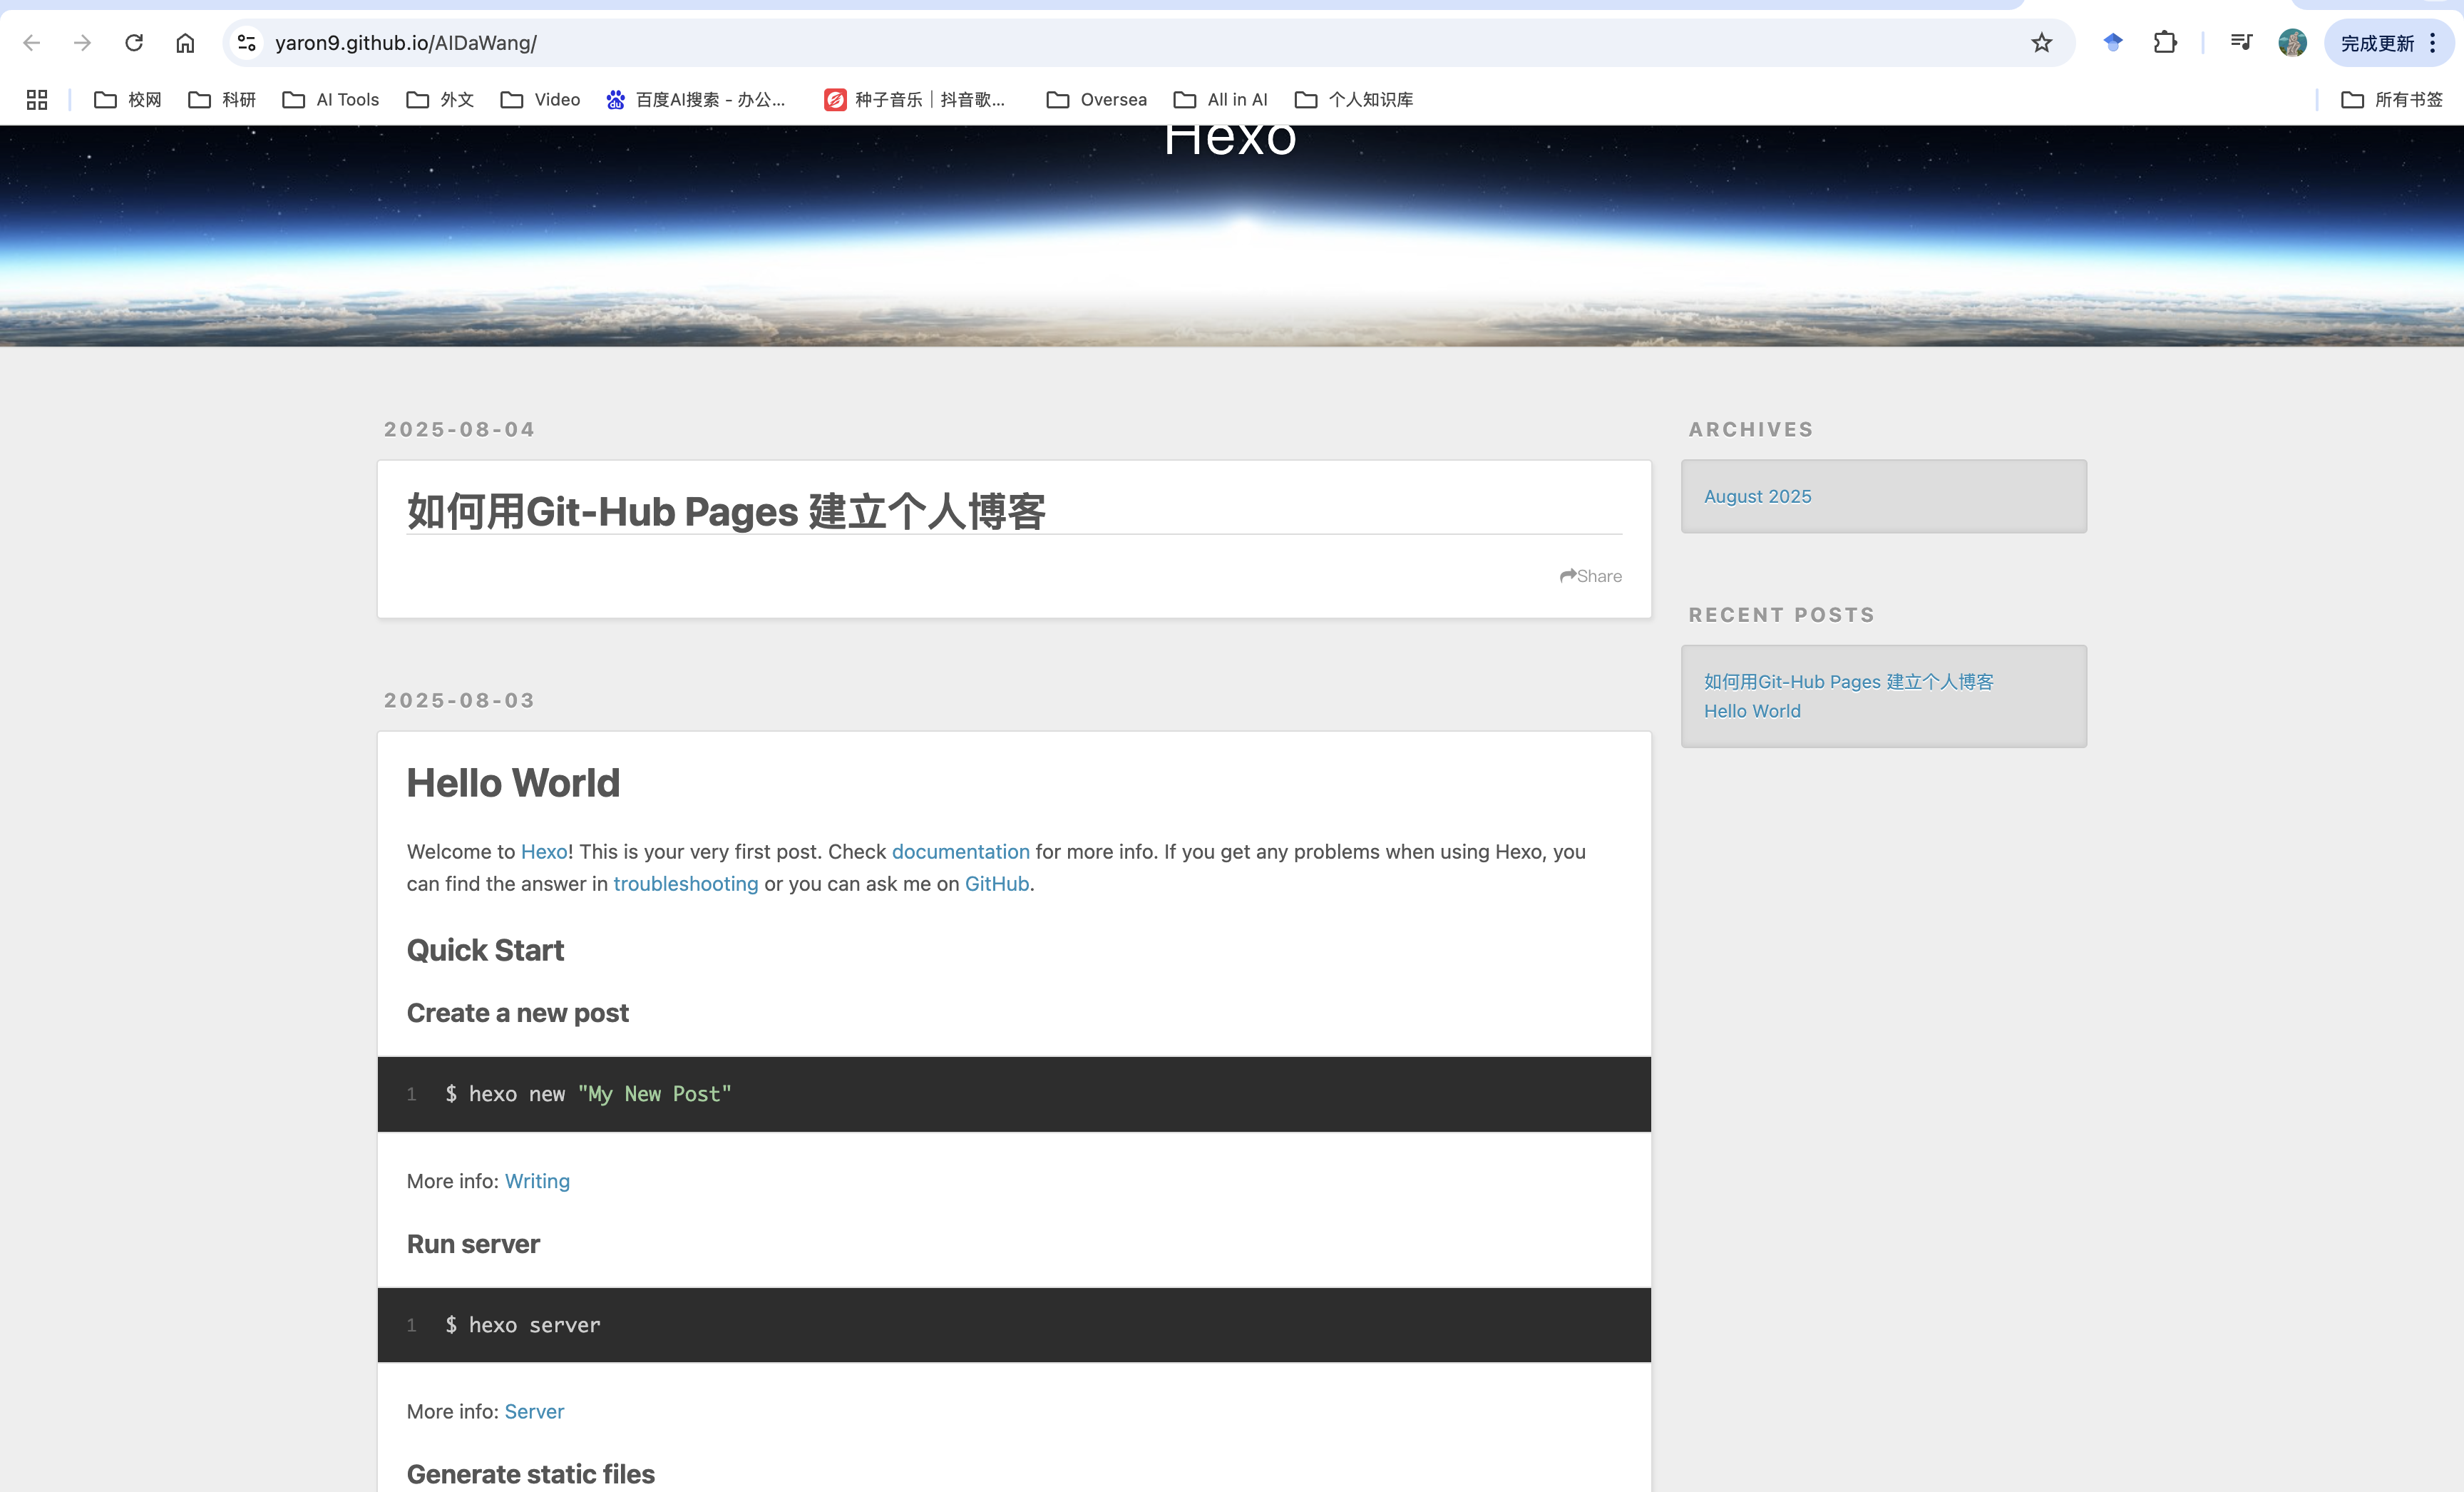 yaron9.github.io/AIDaWang/
完成更新
校网
科研
AI Tools
外文
Video
百度AI搜索 - 办公...
种子音乐｜抖音歌...
Oversea
All in AI
个人知识库
所有书签
Hexo
2025-08-04
如何用Git-Hub Pages 建立个人博客
Share
2025-08-03
Hello World
Welcome to Hexo! This is your very first post. Check documentation for more info. If you get any problems when using Hexo, you
can find the answer in troubleshooting or you can ask me on GitHub.
Quick Start
Create a new post
1 $ hexo new "My New Post"
More info: Writing
Run server
1 $ hexo server
More info: Server
Generate static files
ARCHIVES
August 2025
RECENT POSTS
如何用Git-Hub Pages 建立个人博客
Hello World